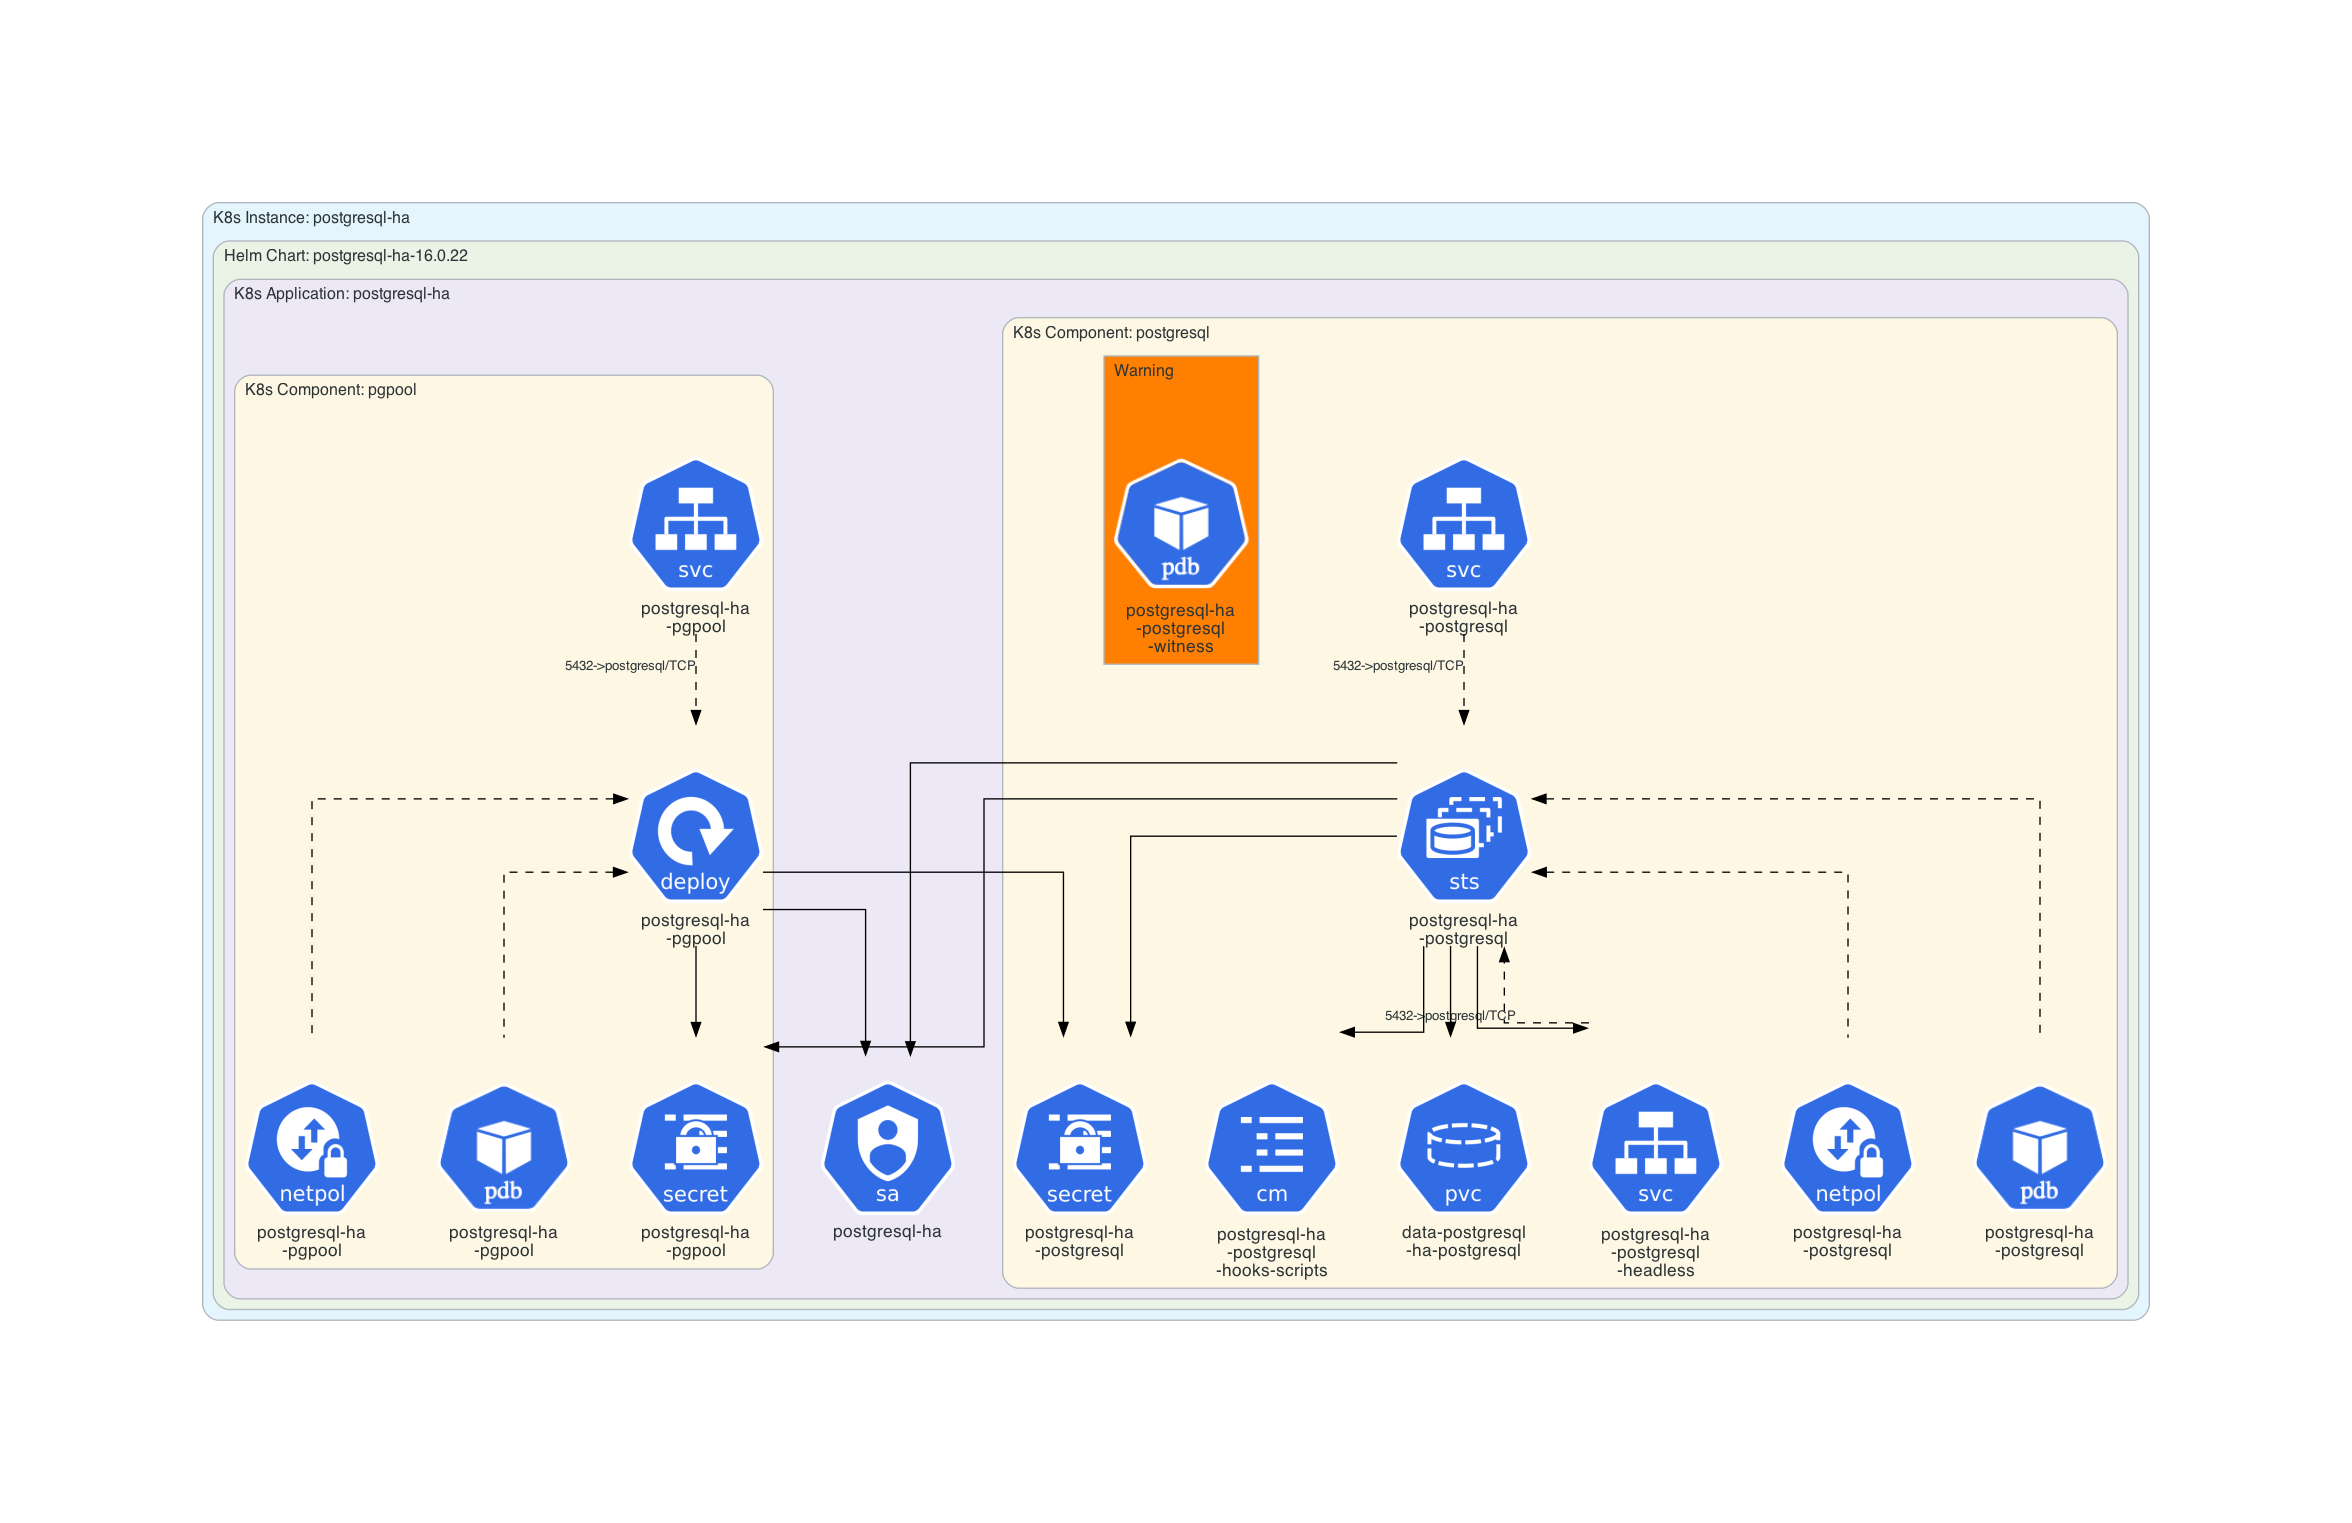 K8s Instance: postgresql-ha
Helm Chart: postgresql-ha-16.0.22
K8s Application: postgresql-ha
K8s Component: pgpool
svc
postgresql-ha
-pgpool
5432->postgresql/TCP
deploy
postgresql-ha
-pgpool
netpol
postgresql-ha
-pgpool
pdb
postgresql-ha
-pgpool
secret
postgresql-ha
-pgpool
sa
postgresql-ha
K8s Component: postgresql
Warning
pdb
postgresql-ha
-postgresql
-witness
svc
postgresql-ha
-postgresql
5432->postgresql/TCP
sts
postgresql-ha
-postgresql
5432->postgresql/TCP
secret
postgresql-ha
-postgresql
cm
postgresql-ha
-postgresql
-hooks-scripts
pvc
data-postgresql
-ha-postgresql
svc
postgresql-ha
-postgresql
-headless
netpol
postgresql-ha
-postgresql
pdb
postgresql-ha
-postgresql